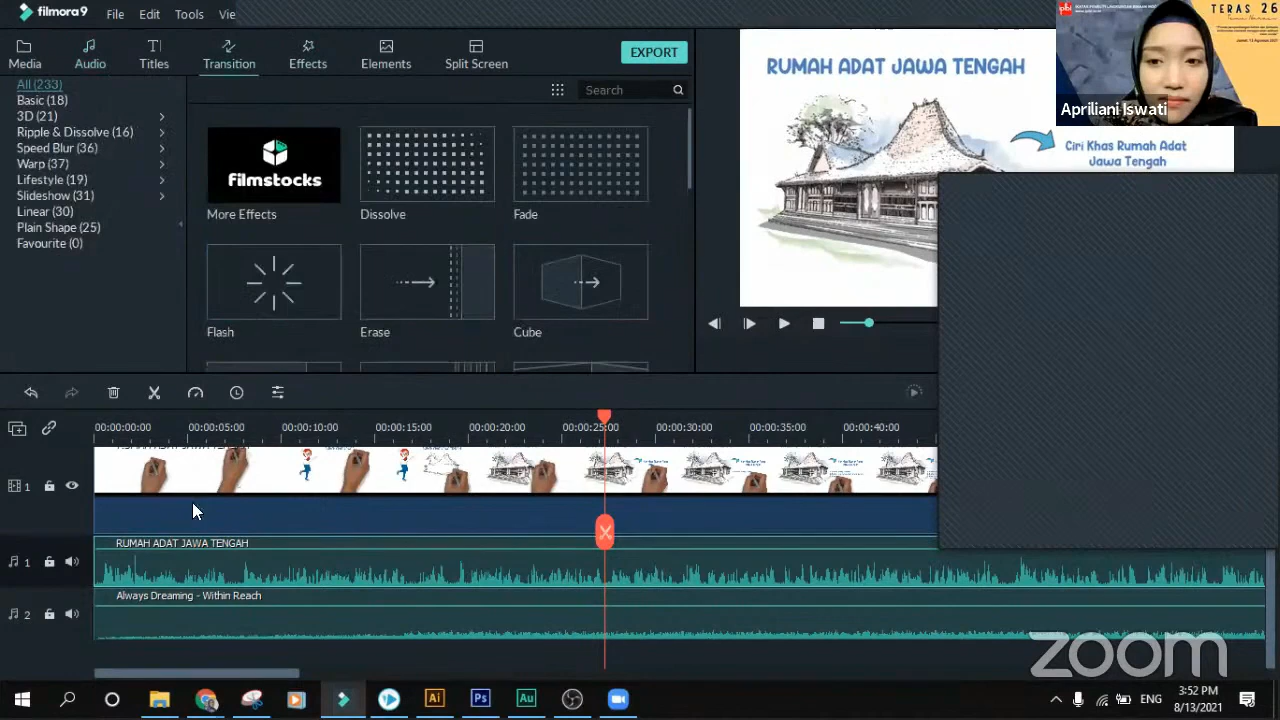 filmora9
File
Edit
Tools
Vie
Media
Audio
Titles
Transition
Effects
Elements
Split Screen
EXPORT
All (233)
Basic (18)
3D (21)
Ripple & Dissolve (16)
Speed Blur (36)
Warp (37)
Lifestyle (19)
Slideshow (31)
Linear (30)
Plain Shape (25)
Favourite (0)
Search
filmstocks
More Effects
Dissolve
Fade
Flash
Erase
Cube
RUMAH ADAT JAWA TENGAH
Ciri Khas Rumah Adat
Jawa Tengah
TERAS 26
Apriliani Iswati
00:00:00:00
00:00:05:00
00:00:10:00
00:00:15:00
00:00:20:00
00:00:25:00
00:00:30:00
00:00:35:00
00:00:40:00
1
RUMAH ADAT JAWA TENGAH
1
Always Dreaming - Within Reach
2
zoom
Ai
Ps
Au
ENG
3:52 PM
8/13/2021